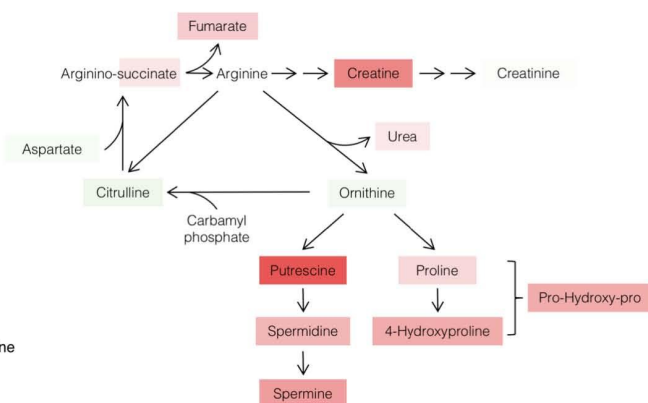 Fumarate
Arginino-succinate
Arginine
Creatine
Creatinine
Aspartate
Urea
Citrulline
Ornithine
Carbamyl
phosphate
Putrescine
Proline
Pro-Hydroxy-pro
Spermidine
4-Hydroxyproline
ne
Spermine